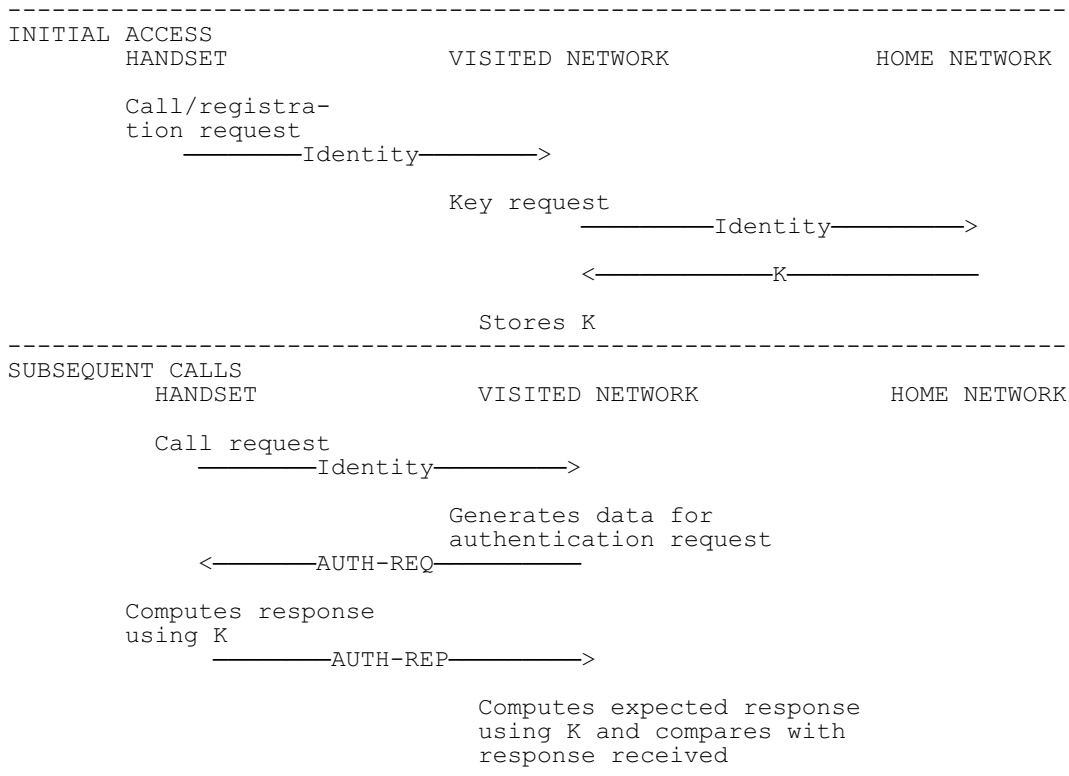 INITIAL ACCESS
HANDSET VISITED NETWORK HOME NETWORK
Call/registra-
tion request
Identity
Key request
Identity
K
Stores K
SUBSEQUENT CALLS
HANDSET VISITED NETWORK HOME NETWORK
Call request
Identity
Generates data for
authentication request
AUTH-REQ
Computes response
using K
AUTH-REP
Computes expected response
using K and compares with
response received